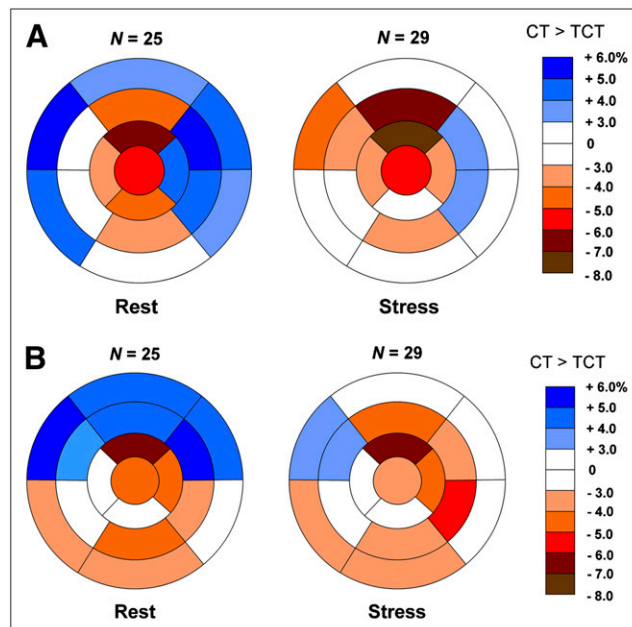 A
N = 25
N = 29
CT > TCT
+ 6.0%
+ 5.0
+ 4.0
+ 3.0
0
- 3.0
- 4.0
- 5.0
- 6.0
- 7.0
- 8.0
Rest
Stress
B
N = 25
N = 29
CT > TCT
+ 6.0%
+ 5.0
+ 4.0
+ 3.0
0
- 3.0
- 4.0
- 5.0
- 6.0
- 7.0
- 8.0
Rest
Stress